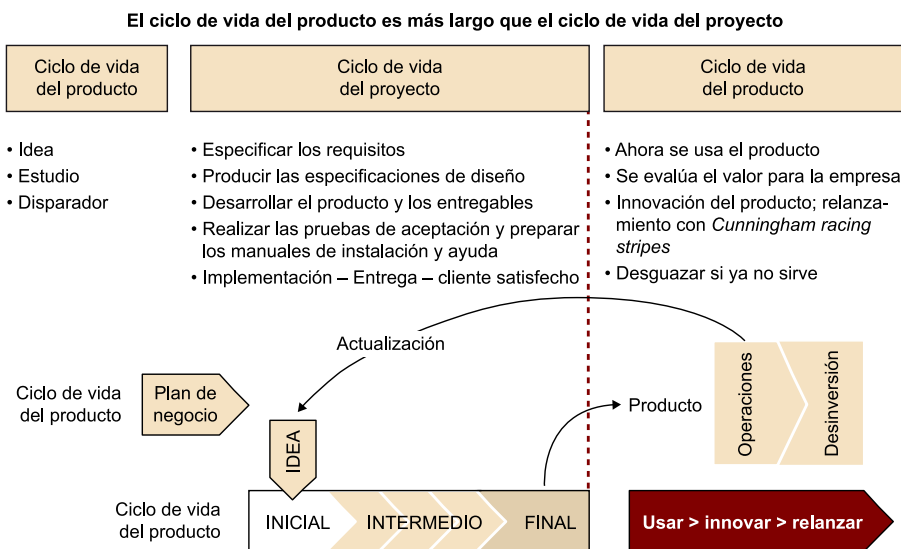 El ciclo de vida del producto es más largo que el ciclo de vida del proyecto
Ciclo de vida
del producto
Ciclo de vida
del proyecto
Ciclo de vida
del producto
• Idea
• Estudio
• Disparador
• Especificar los requisitos
• Producir las especificaciones de diseño
• Desarrollar el producto y los entregables
• Realizar las pruebas de aceptación y preparar
los manuales de instalación y ayuda
• Implementación – Entrega – cliente satisfecho
• Ahora se usa el producto
• Se evalúa el valor para la empresa
• Innovación del producto; relanza-
miento con Cunningham racing
stripes
• Desguazar si ya no sirve
Actualización
Ciclo de vida
del producto
Plan de
negocio
IDEA
Producto
Operaciones
Desinversión
Ciclo de vida
del producto
INICIAL
INTERMEDIO
FINAL
Usar > innovar > relanzar